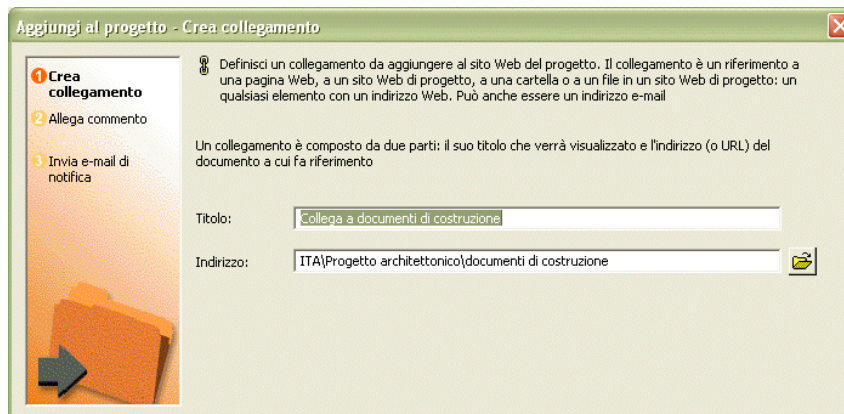 Aggiungi al progetto - Crea collegamento
1 Crea
collegamento
2 Allega commento
3 Invia e-mail di
notifica
Definisci un collegamento da aggiungere al sito Web del progetto. Il collegamento è un riferimento a
una pagina Web, a un sito Web di progetto, a una cartella o a un file in un sito Web di progetto: un
qualsiasi elemento con un indirizzo Web. Può anche essere un indirizzo e-mail
Un collegamento è composto da due parti: il suo titolo che verrà visualizzato e l'indirizzo (o URL) del
documento a cui fa riferimento
Titolo:
Collega a documenti di costruzione
Indirizzo:
ITA\Progetto architettonico\documenti di costruzione